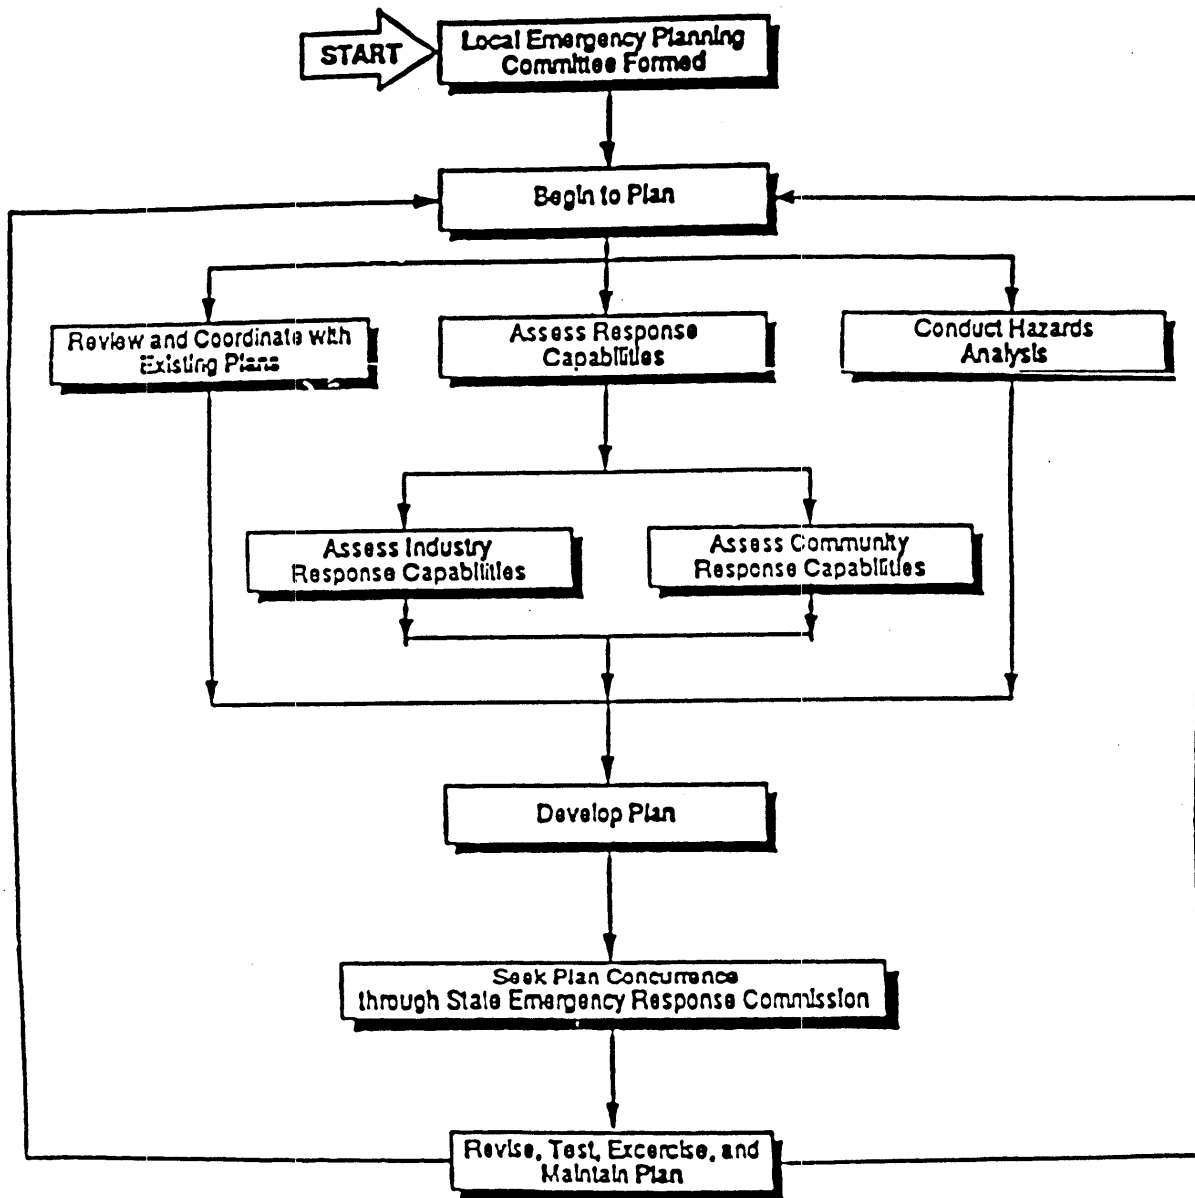 START
Local Emergency Planning
Committee Formed
Begin to Plan
Review and Coordinate with
Existing Plans
Assess Response
Capabilities
Conduct Hazards
Analysis
Assess Industry
Response Capabilities
Assess Community
Response Capabilities
Develop Plan
Seek Plan Concurrence
through State Emergency Response Commission
Revise, Test, Excercise, and
Maintain Plan